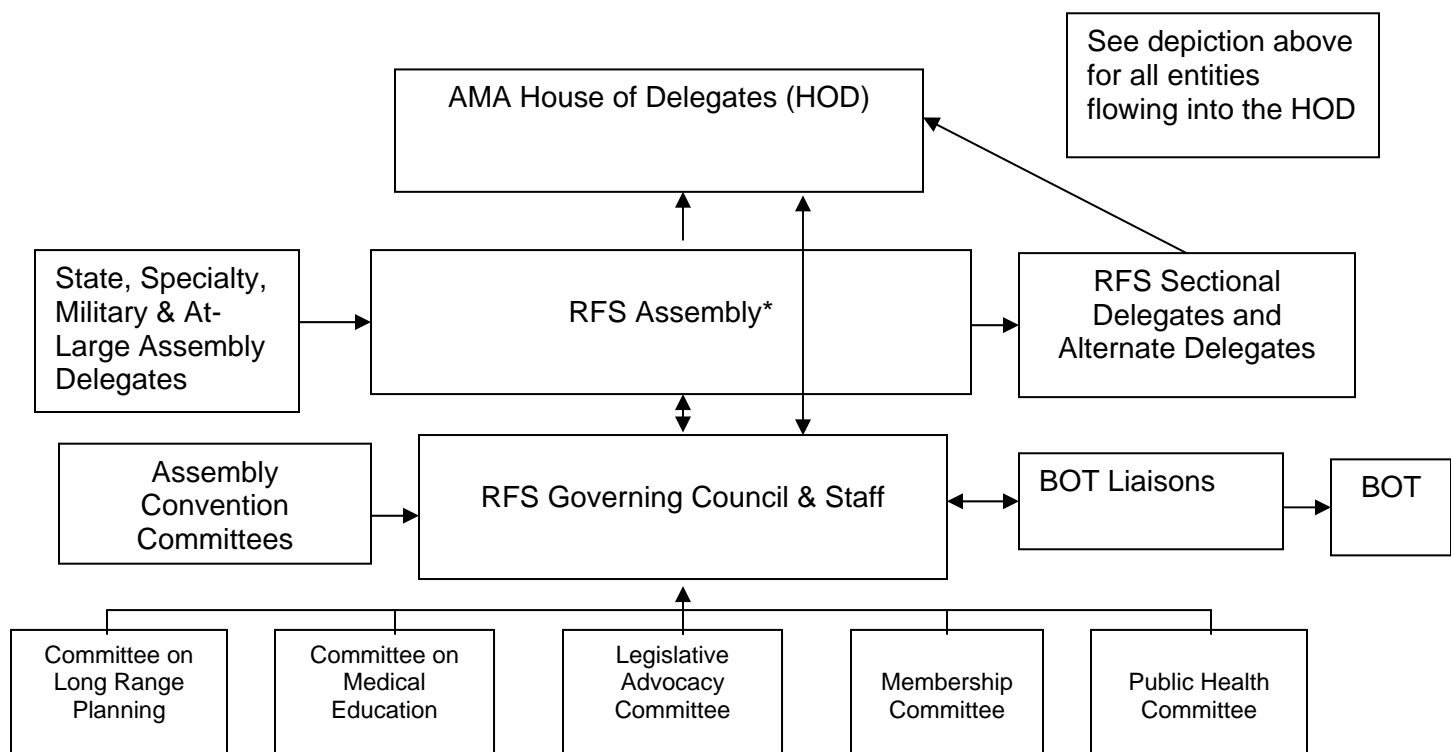 See depiction above
for all entities
flowing into the HOD
AMA House of Delegates (HOD)
State, Specialty,
Military & At-
Large Assembly
Delegates
RFS Assembly*
RFS Sectional
Delegates and
Alternate Delegates
Assembly
Convention
Committees
RFS Governing Council & Staff
BOT Liaisons
BOT
Committee on
Long Range
Planning
Committee on
Medical
Education
Legislative
Advocacy
Committee
Membership
Committee
Public Health
Committee